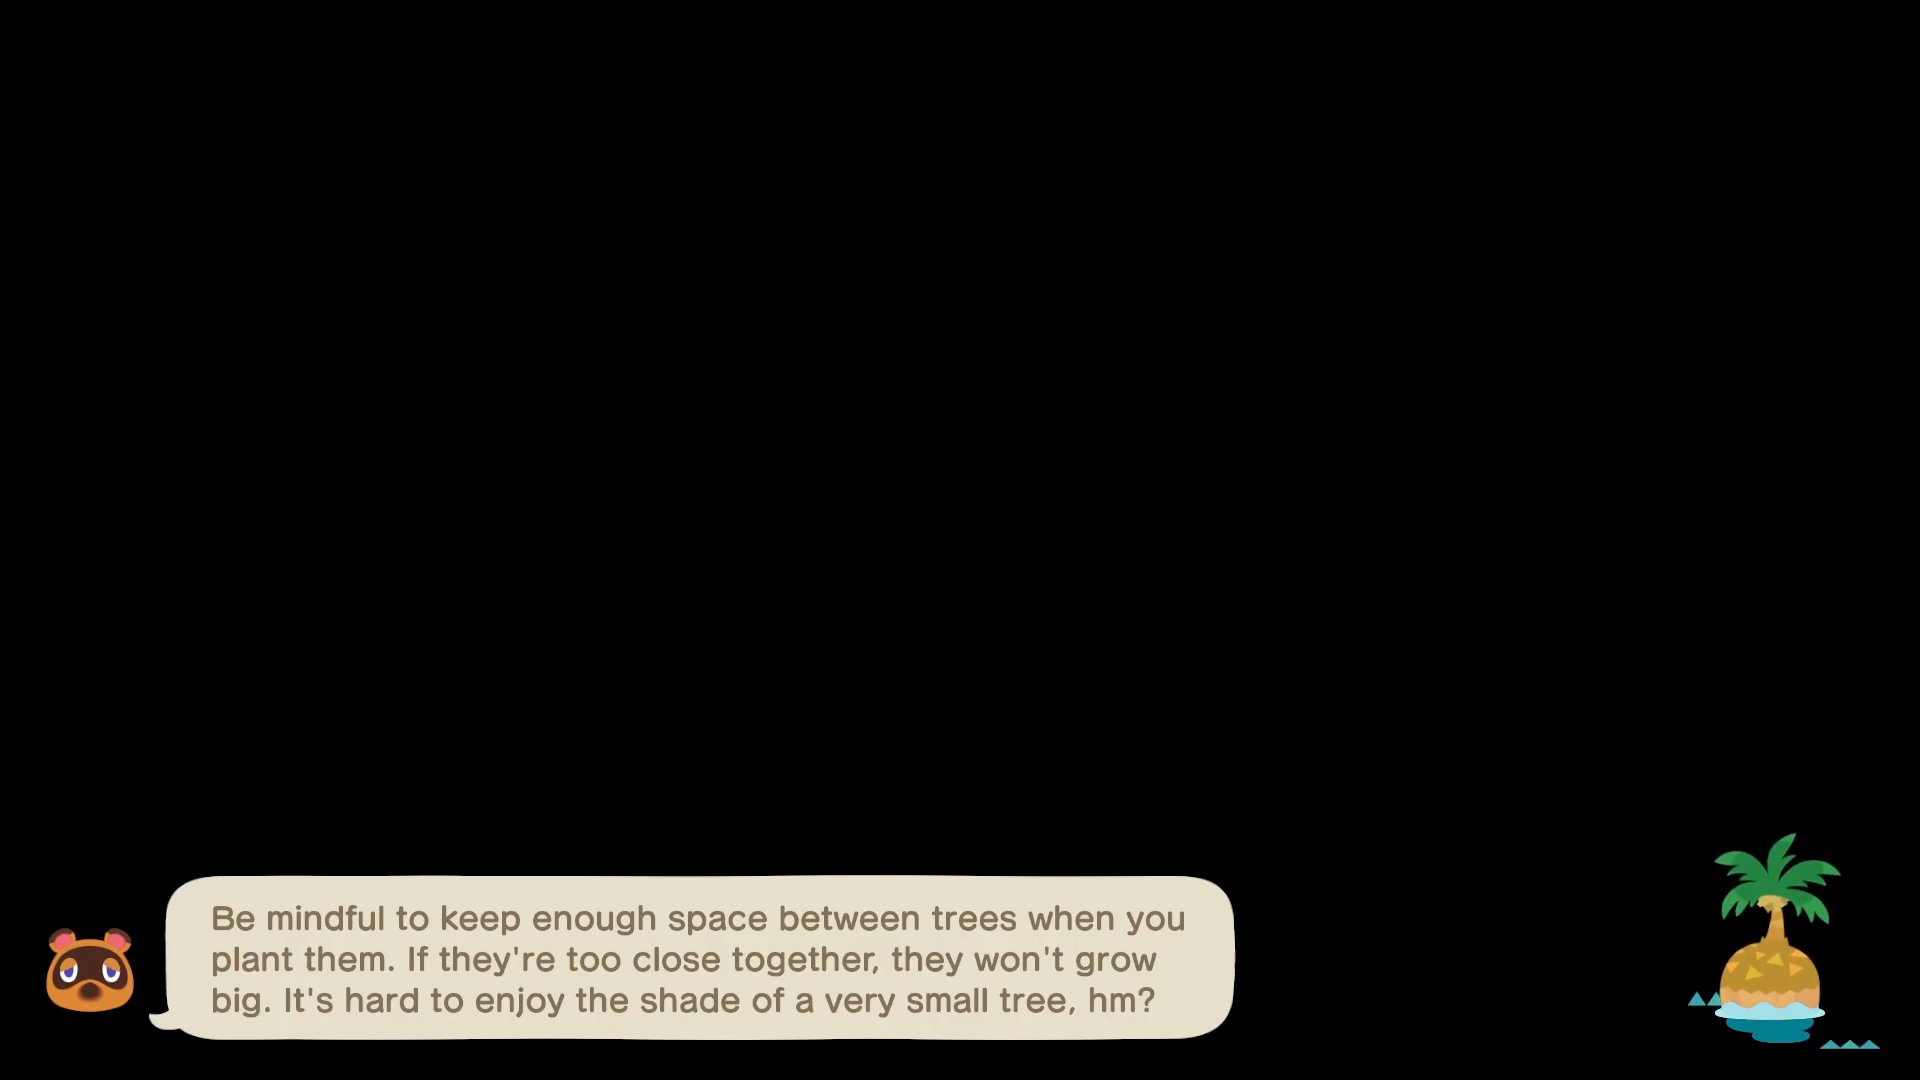 Be mindful to keep enough space between trees when you
plant them. If they're too close together, they won't grow
big. It's hard to enjoy the shade of a very small tree, hm?